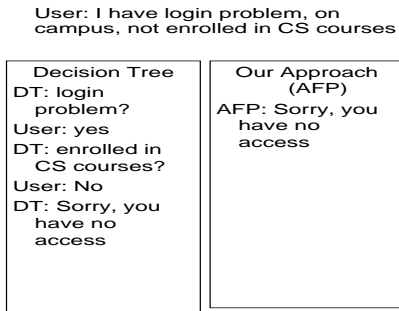 User: I have login problem, on
campus, not enrolled in CS courses
Decision Tree
DT: login
problem?
User: yes
DT: enrolled in
CS courses?
User: No
DT: Sorry, you
have no
access
Our Approach
(AFP)
AFP: Sorry, you
have no
access